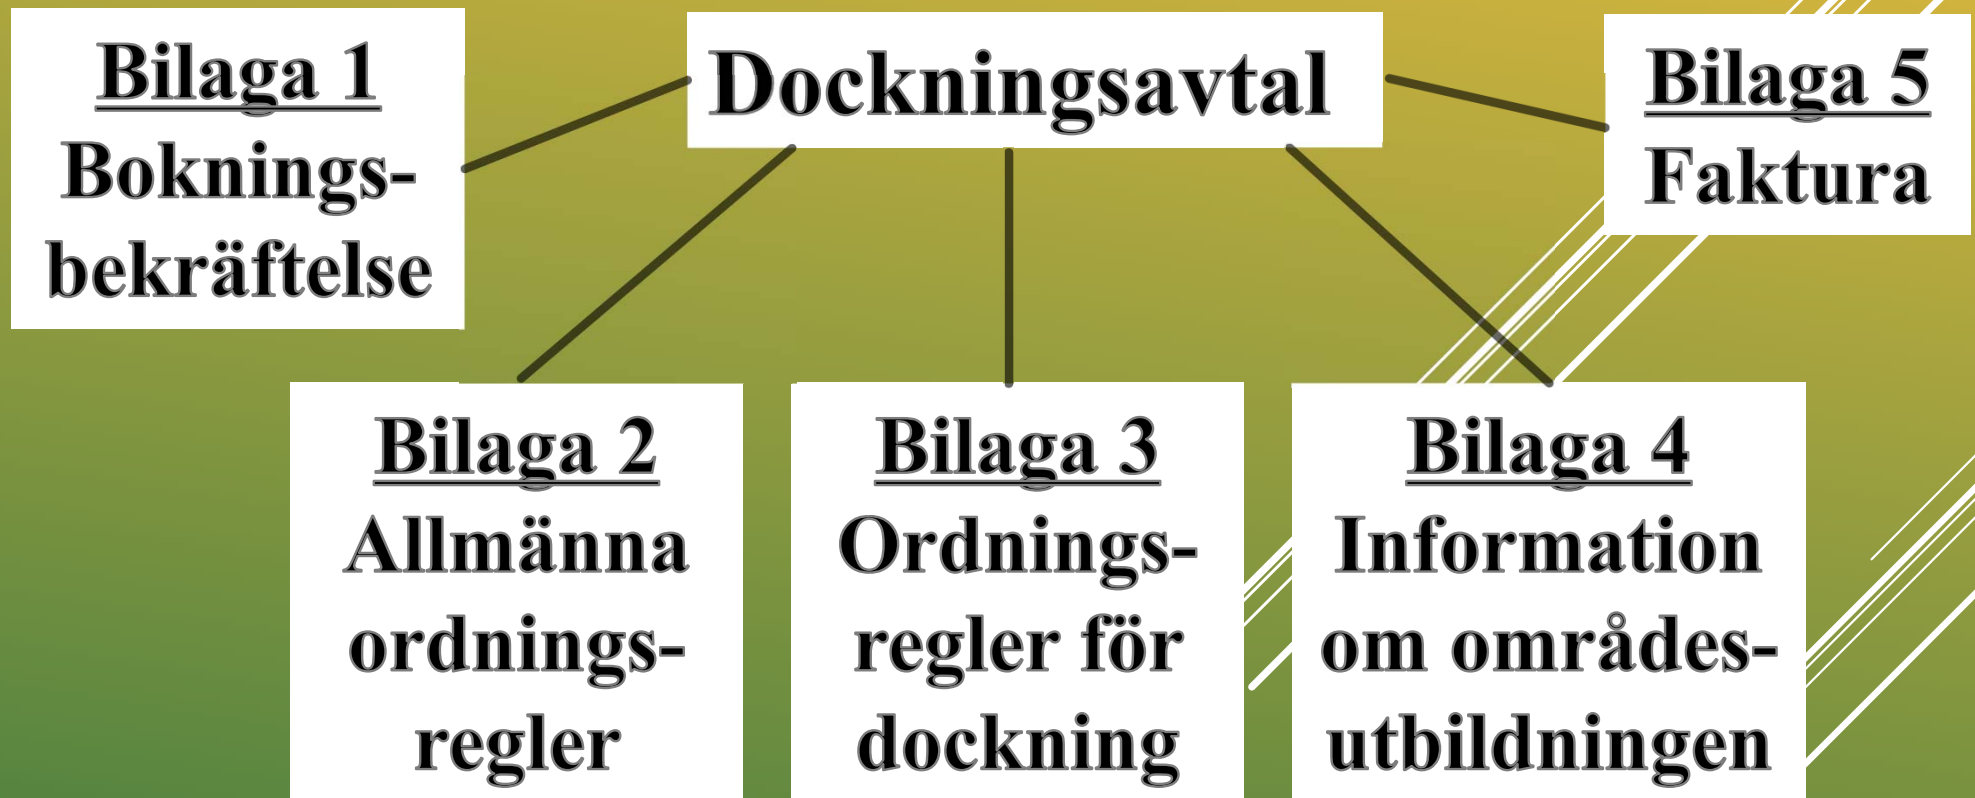 Bilaga 1
Boknings-
bekräftelse
Dockningsavtal
Bilaga 5
Faktura
Bilaga 2
Allmänna
ordnings-
regler
Bilaga 3
Ordnings-
regler för
dockning
Bilaga 4
Information
om områdes-
utbildningen